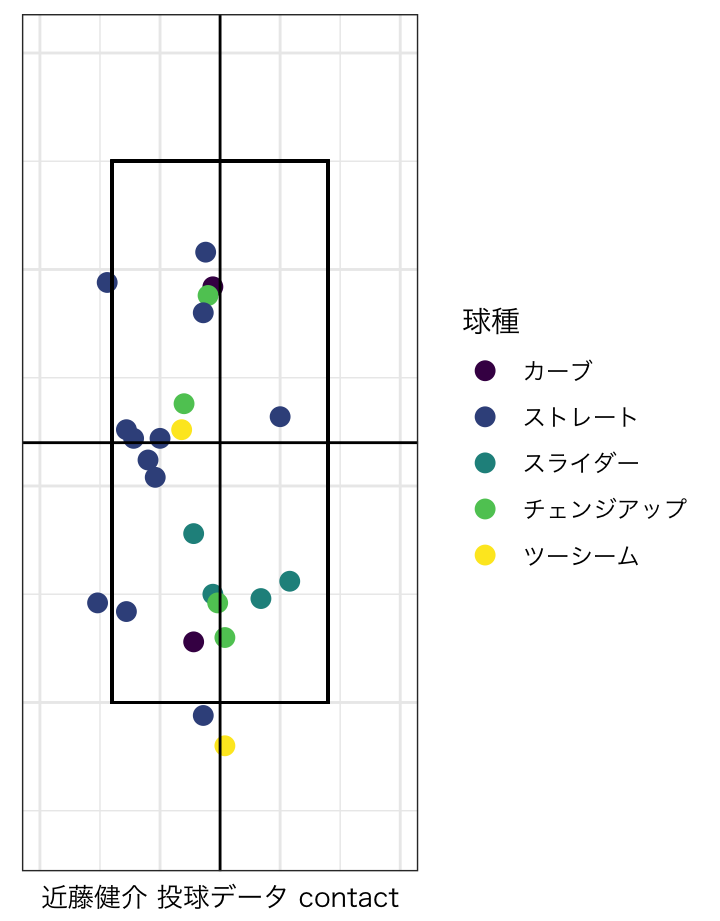 球種
カーブ
ストレート
スライダー
チェンジアップ
ツーシーム
近藤健介 投球データ contact